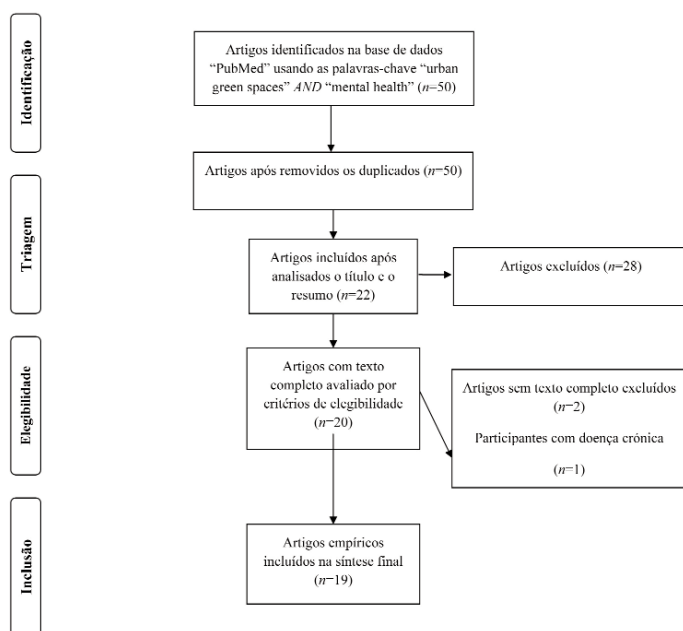 Identificação
Artigos identificados na base de dados
“PubMed” usando as palavras-chave “urban
green spaces” AND “mental health” (n=50)
Artigos após removidos os duplicados (n=50)
Triagem
Artigos incluídos após
analisados o título e o
resumo (n=22)
Artigos excluídos (n=28)
Elegibilidade
Artigos com texto
completo avaliado por
critérios de elegibilidade
(n=20)
Artigos sem texto completo excluídos
(n=2)
Participantes com doença crónica
(n=1)
Inclusão
Artigos empíricos
incluídos na síntese final
(n=19)